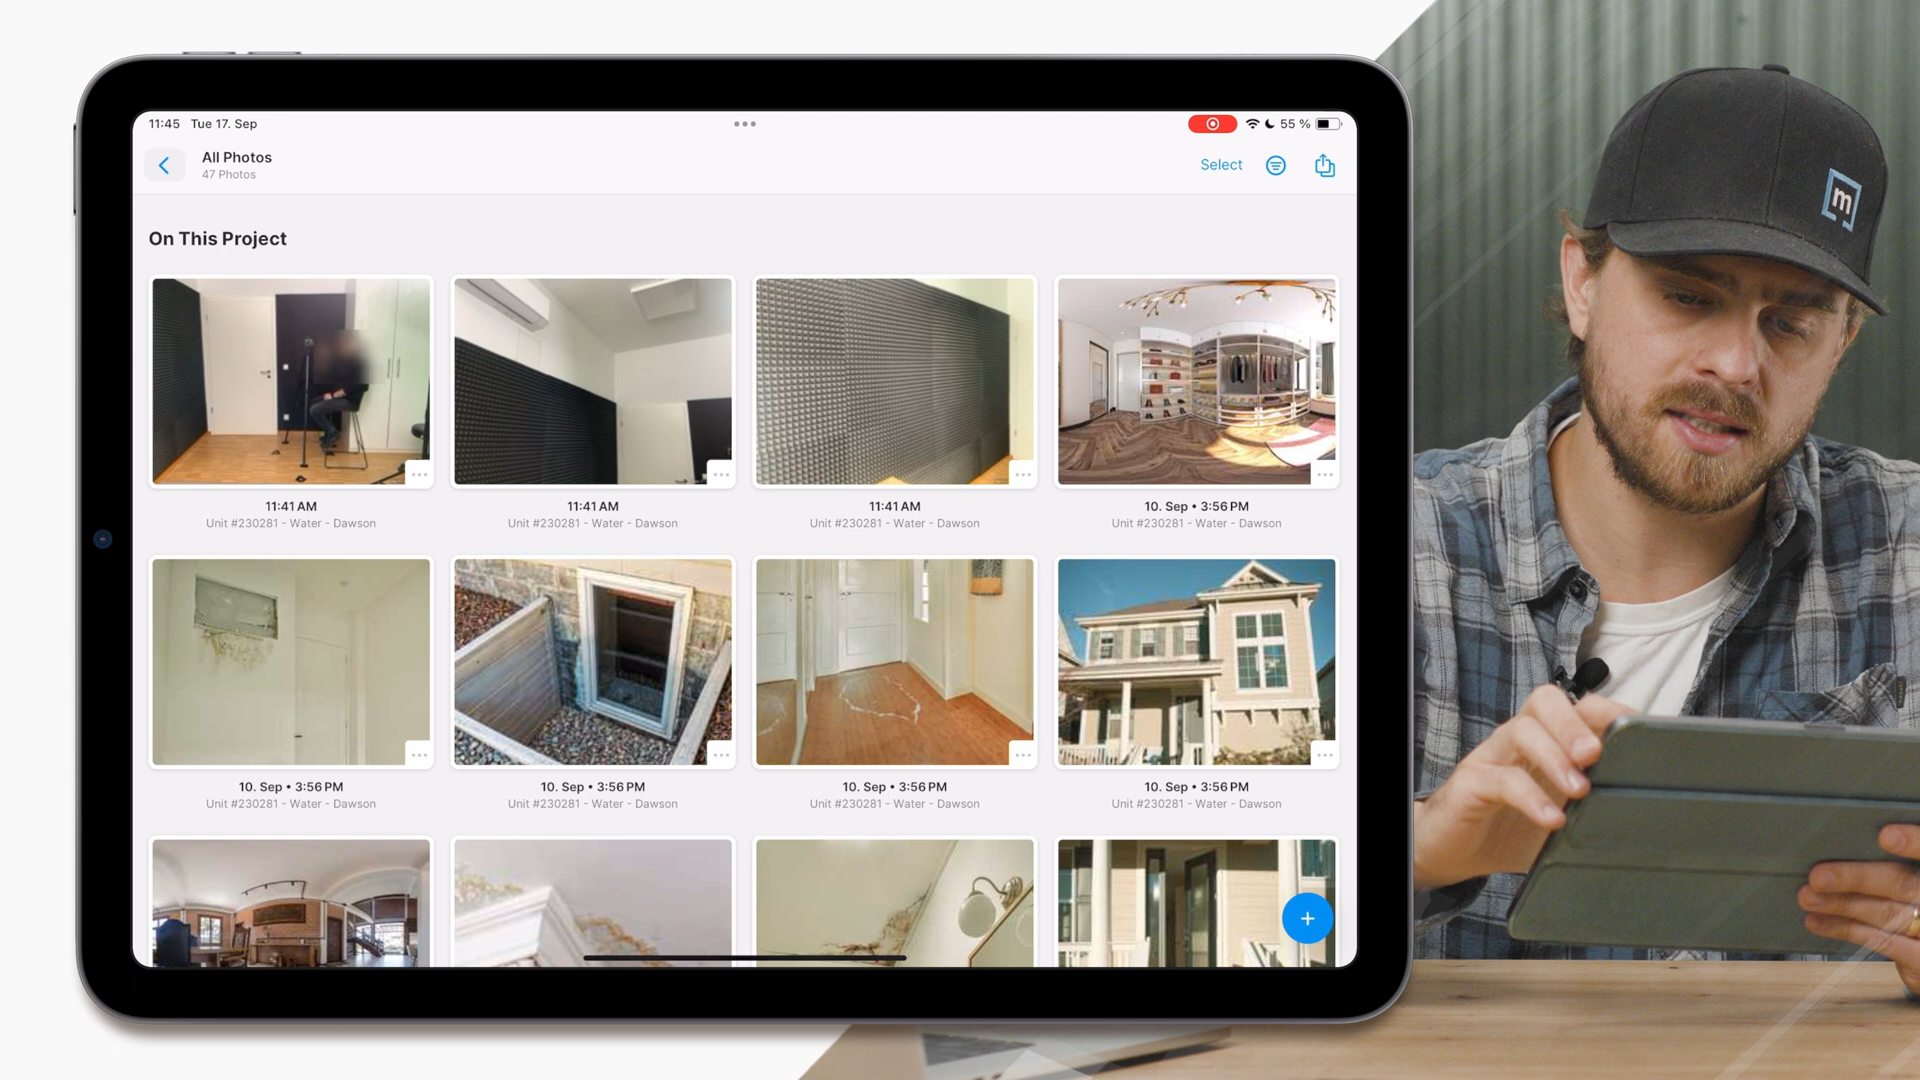 11:45 Tue 17. Sep
55 %
All Photos
47 Photos
Select
On This Project
11:41 AM
Unit #230281 - Water - Dawson
11:41 AM
Unit #230281 - Water - Dawson
11:41 AM
Unit #230281 - Water - Dawson
10. Sep • 3:56 PM
Unit #230281 - Water - Dawson
10. Sep • 3:56 PM
Unit #230281 - Water - Dawson
10. Sep • 3:56 PM
Unit #230281 - Water - Dawson
10. Sep • 3:56 PM
Unit #230281 - Water - Dawson
10. Sep • 3:56 PM
Unit #230281 - Water - Dawson
m